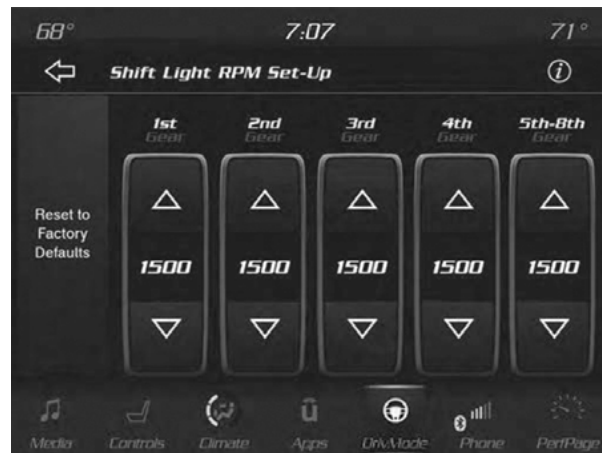 68° 7:07 71°
Shift Light RPM Set-Up
1st 2nd 3rd 4th 5th-8th
Gear Gear Gear Gear Gear
Reset to
Factory
Defaults
1500 1500 1500 1500 1500
Media Controls Climate Apps DrivMode Phone PerfPage